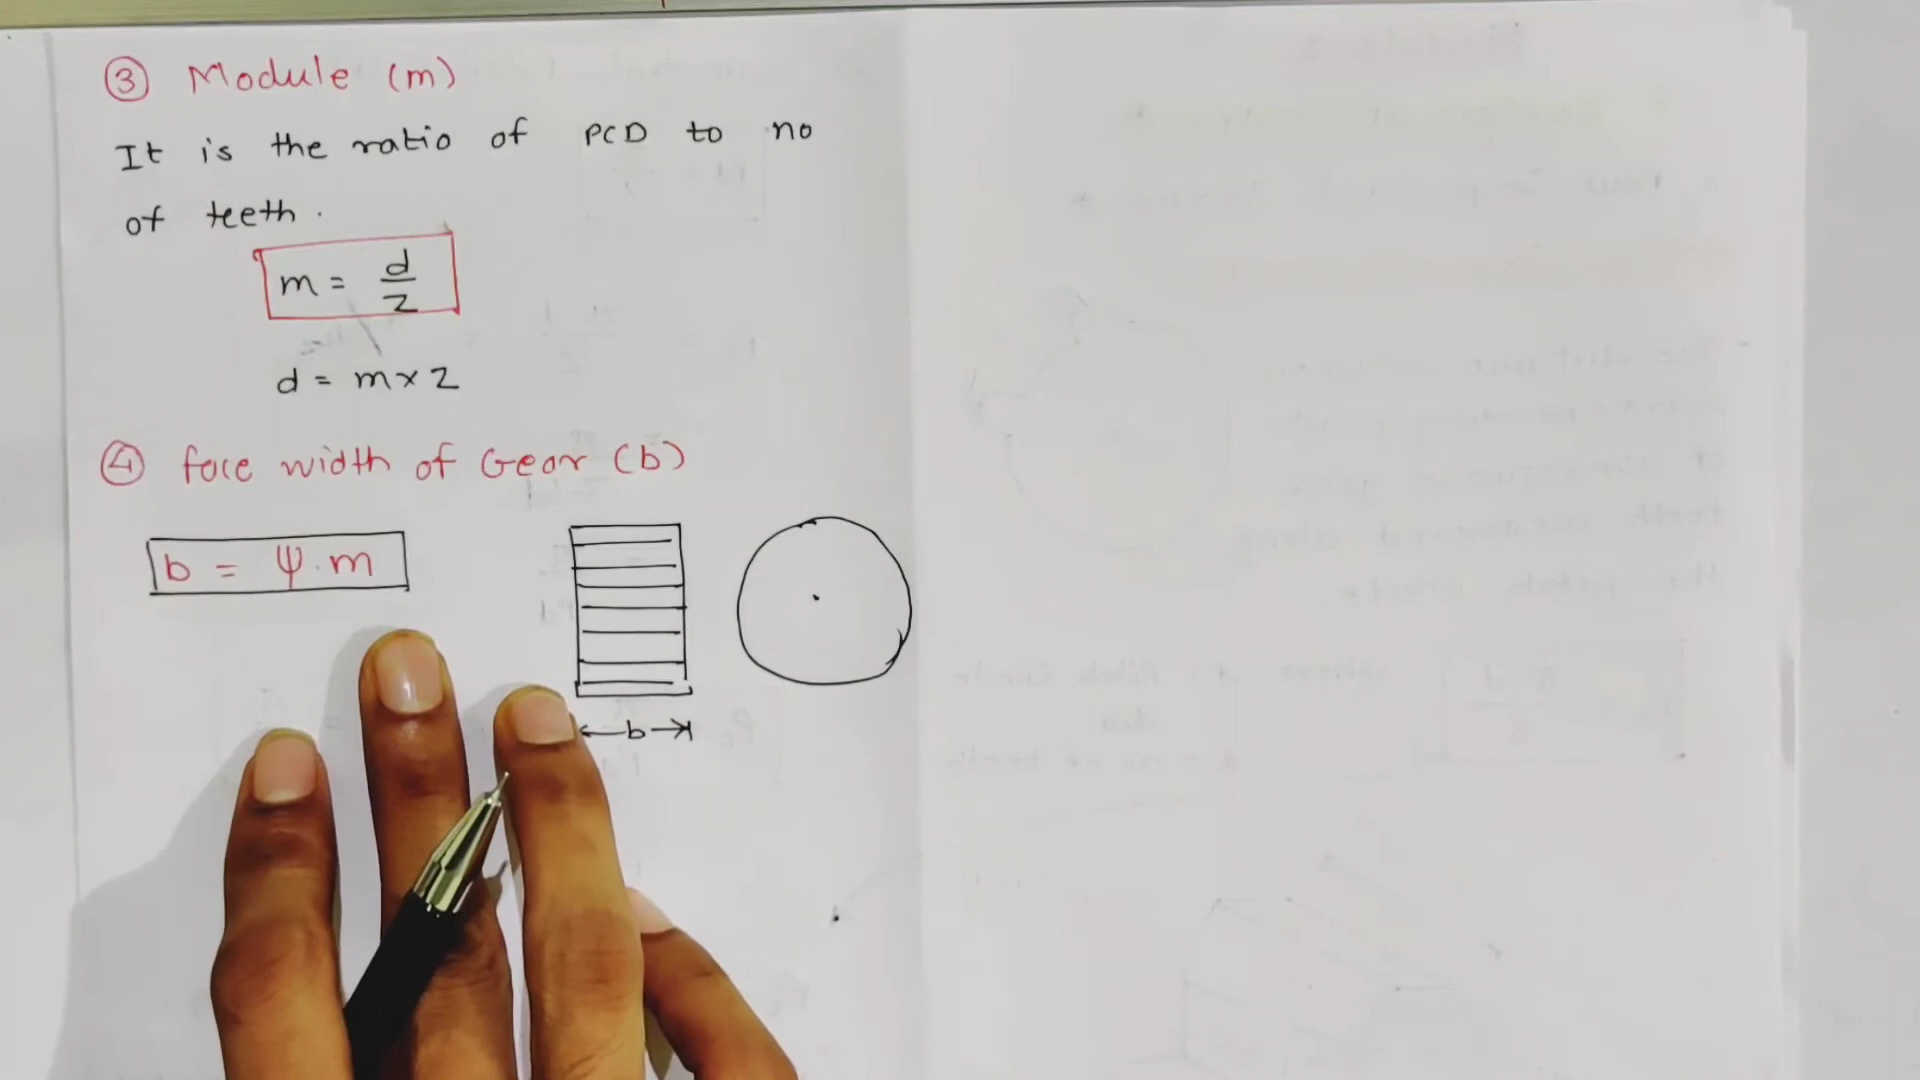 ③ Module (m)
It is the ratio of PCD to no
of teeth.
m = d/z
d = m x z
④ face width of Gear (b)
b = ψ.m
b